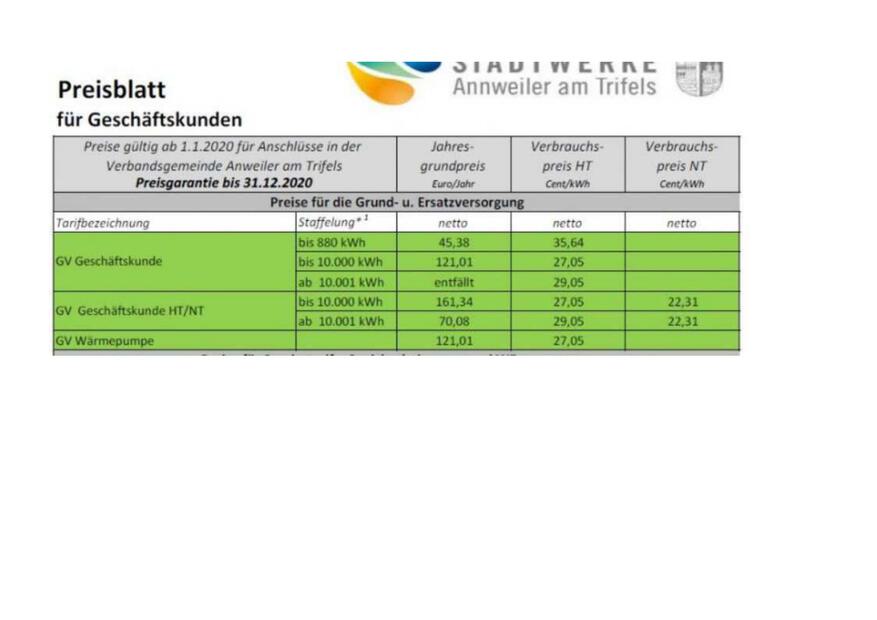 STADTWERKE
Annweiler am Trifels
Preisblatt
für Geschäftskunden
Preise gültig ab 1.1.2020 für Anschlüsse in der
Verbandsgemeinde Anweiler am Trifels
Preisgarantie bis 31.12.2020
Jahres-
grundpreis
Euro/Jahr
Verbrauchs-
preis HT
Cent/kWh
Verbrauchs-
preis NT
Cent/kWh
Preise für die Grund- u. Ersatzversorgung
Tarifbezeichnung Staffelung*1 netto netto netto
GV Geschäftskunde
bis 880 kWh 45,38 35,64
bis 10.000 kWh 121,01 27,05
ab 10.001 kWh entfällt 29,05
GV Geschäftskunde HT/NT
bis 10.000 kWh 161,34 27,05 22,31
ab 10.001 kWh 70,08 29,05 22,31
GV Wärmepumpe 121,01 27,05